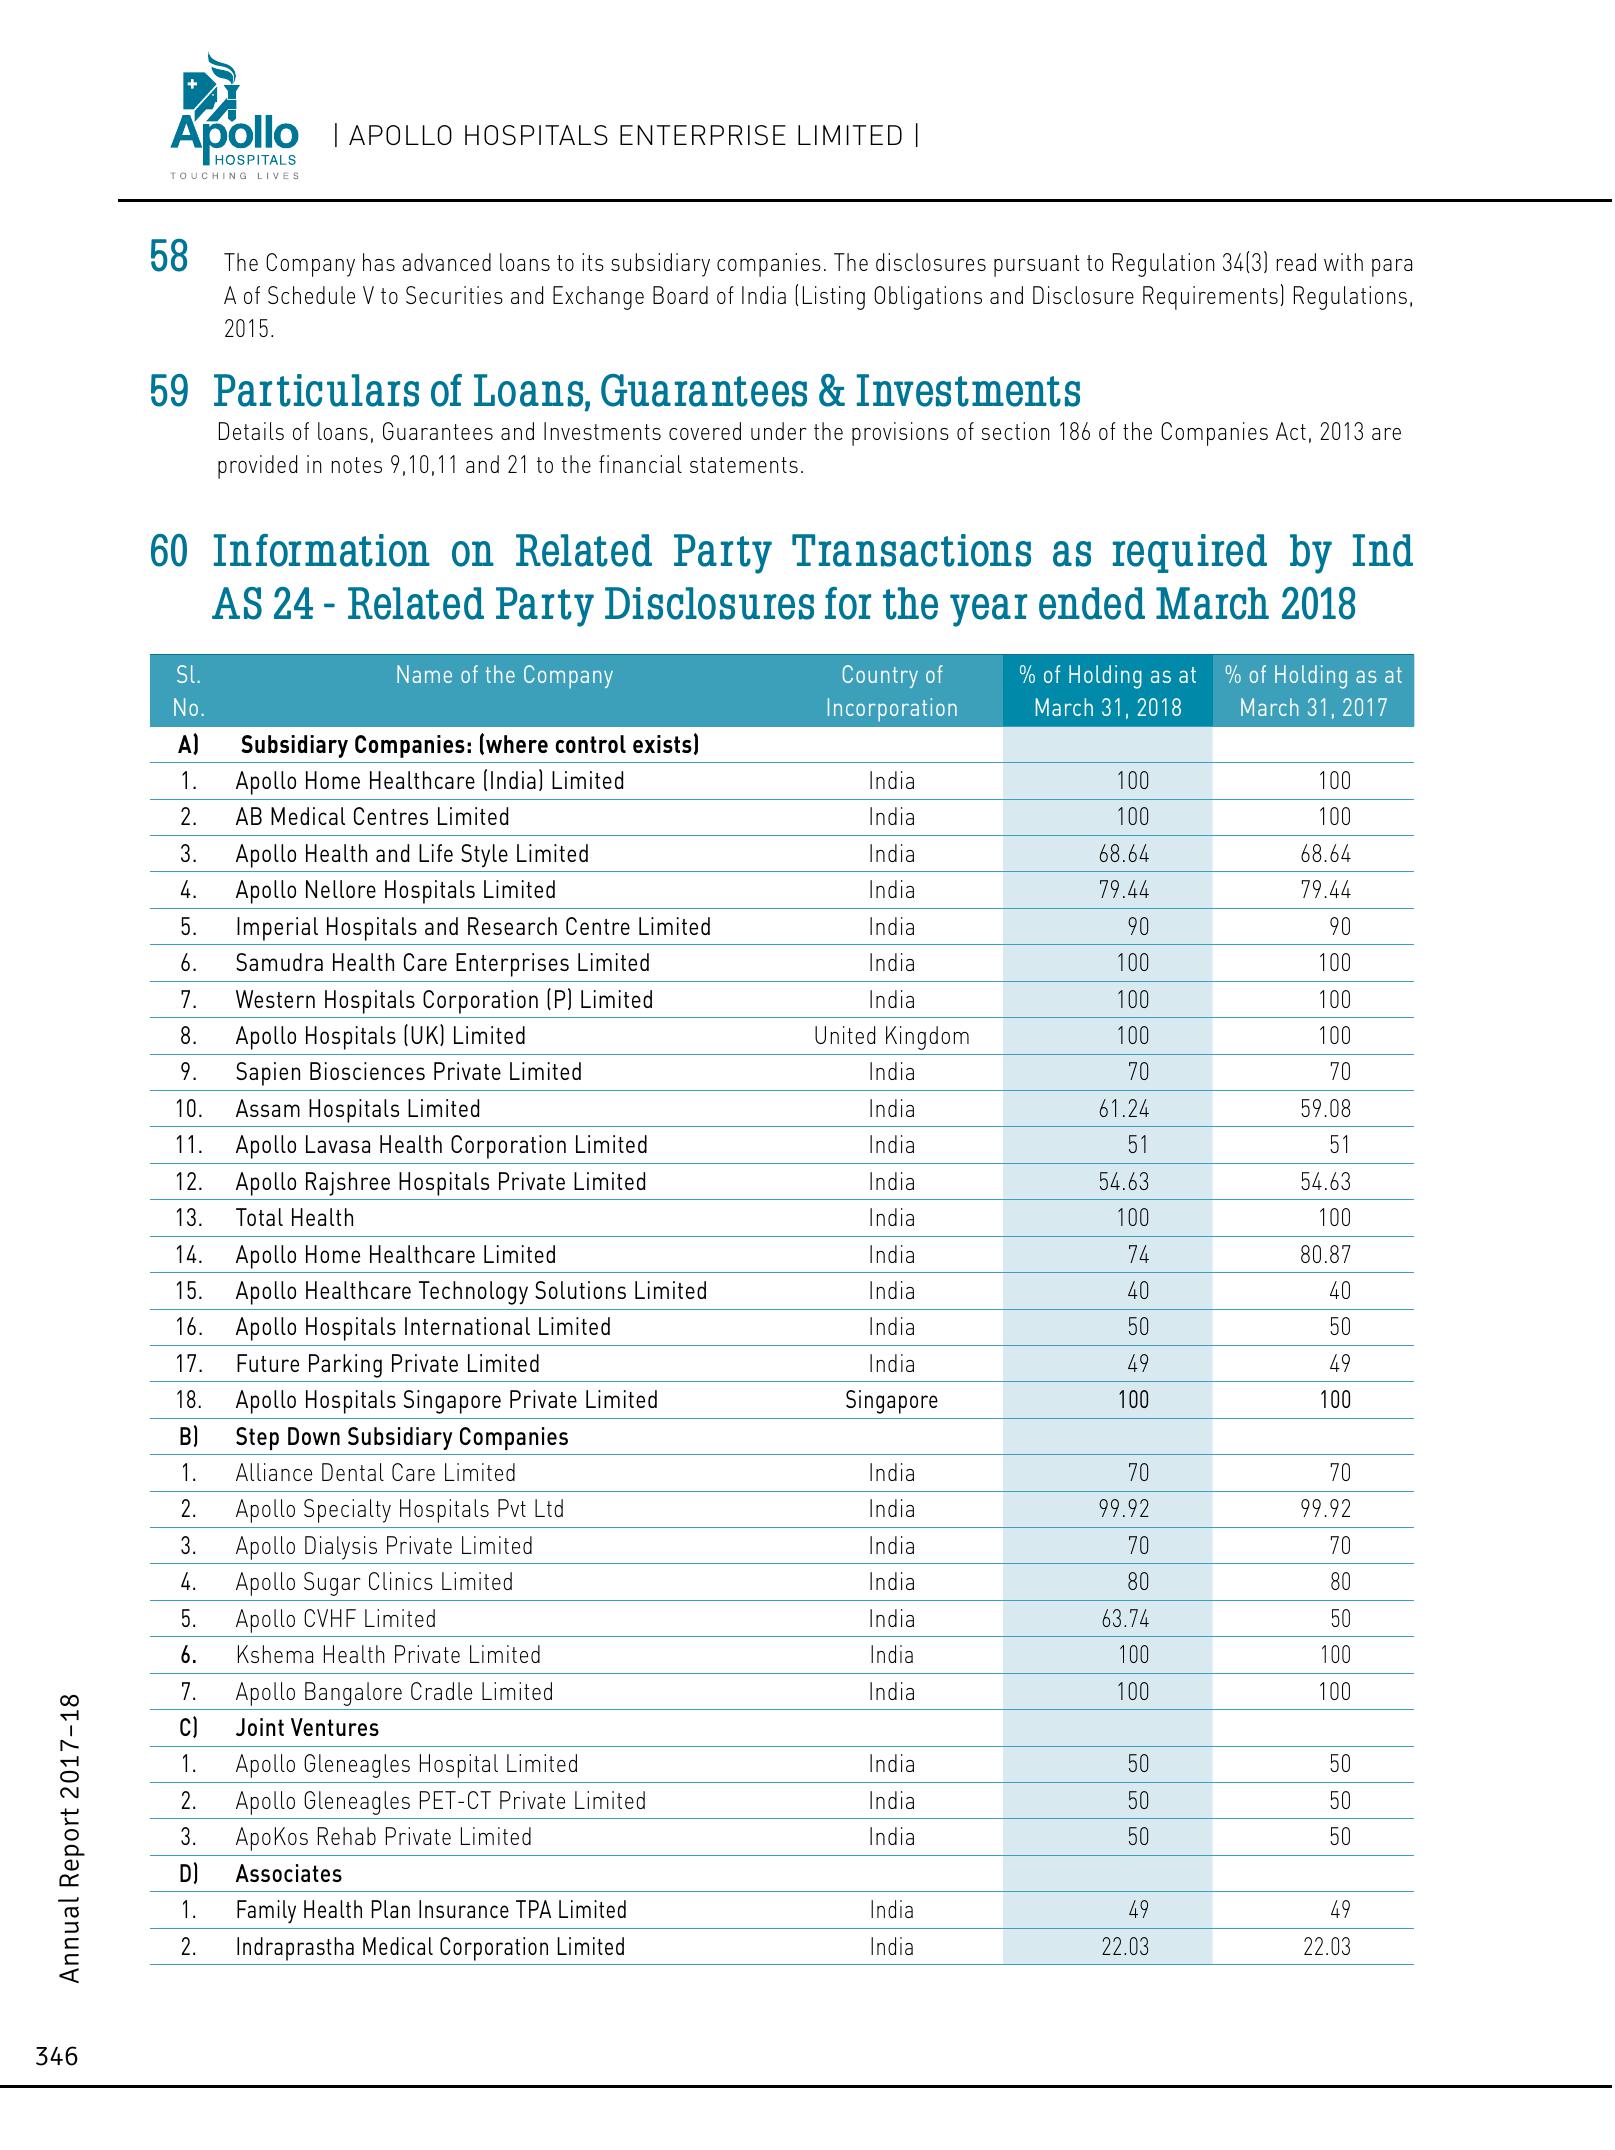 Apollo
HOSPITALS
TOUCHING LIVES
| APOLLO HOSPITALS ENTERPRISE LIMITED |
58 The Company has advanced loans to its subsidiary companies. The disclosures pursuant to Regulation 34(3) read with para
A of Schedule V to Securities and Exchange Board of India (Listing Obligations and Disclosure Requirements) Regulations,
2015.
59 Particulars of Loans, Guarantees & Investments
Details of loans, Guarantees and Investments covered under the provisions of section 186 of the Companies Act, 2013 are
provided in notes 9,10,11 and 21 to the financial statements.
60 Information on Related Party Transactions as required by Ind
AS 24 - Related Party Disclosures for the year ended March 2018
Sl. Name of the Company Country of % of Holding as at % of Holding as at
No. Incorporation March 31, 2018 March 31, 2017
A) Subsidiary Companies: (where control exists)
1. Apollo Home Healthcare (India) Limited India 100 100
2. AB Medical Centres Limited India 100 100
3. Apollo Health and Life Style Limited India 68.64 68.64
4. Apollo Nellore Hospitals Limited India 79.44 79.44
5. Imperial Hospitals and Research Centre Limited India 90 90
6. Samudra Health Care Enterprises Limited India 100 100
7. Western Hospitals Corporation (P) Limited India 100 100
8. Apollo Hospitals (UK) Limited United Kingdom 100 100
9. Sapien Biosciences Private Limited India 70 70
10. Assam Hospitals Limited India 61.24 59.08
11. Apollo Lavasa Health Corporation Limited India 51 51
12. Apollo Rajshree Hospitals Private Limited India 54.63 54.63
13. Total Health India 100 100
14. Apollo Home Healthcare Limited India 74 80.87
15. Apollo Healthcare Technology Solutions Limited India 40 40
16. Apollo Hospitals International Limited India 50 50
17. Future Parking Private Limited India 49 49
18. Apollo Hospitals Singapore Private Limited Singapore 100 100
B) Step Down Subsidiary Companies
1. Alliance Dental Care Limited India 70 70
2. Apollo Specialty Hospitals Pvt Ltd India 99.92 99.92
3. Apollo Dialysis Private Limited India 70 70
4. Apollo Sugar Clinics Limited India 80 80
5. Apollo CVHF Limited India 63.74 50
6. Kshema Health Private Limited India 100 100
7. Apollo Bangalore Cradle Limited India 100 100
C) Joint Ventures
1. Apollo Gleneagles Hospital Limited India 50 50
2. Apollo Gleneagles PET-CT Private Limited India 50 50
3. ApoKos Rehab Private Limited India 50 50
D) Associates
1. Family Health Plan Insurance TPA Limited India 49 49
2. Indraprastha Medical Corporation Limited India 22.03 22.03
Annual Report 2017-18
346